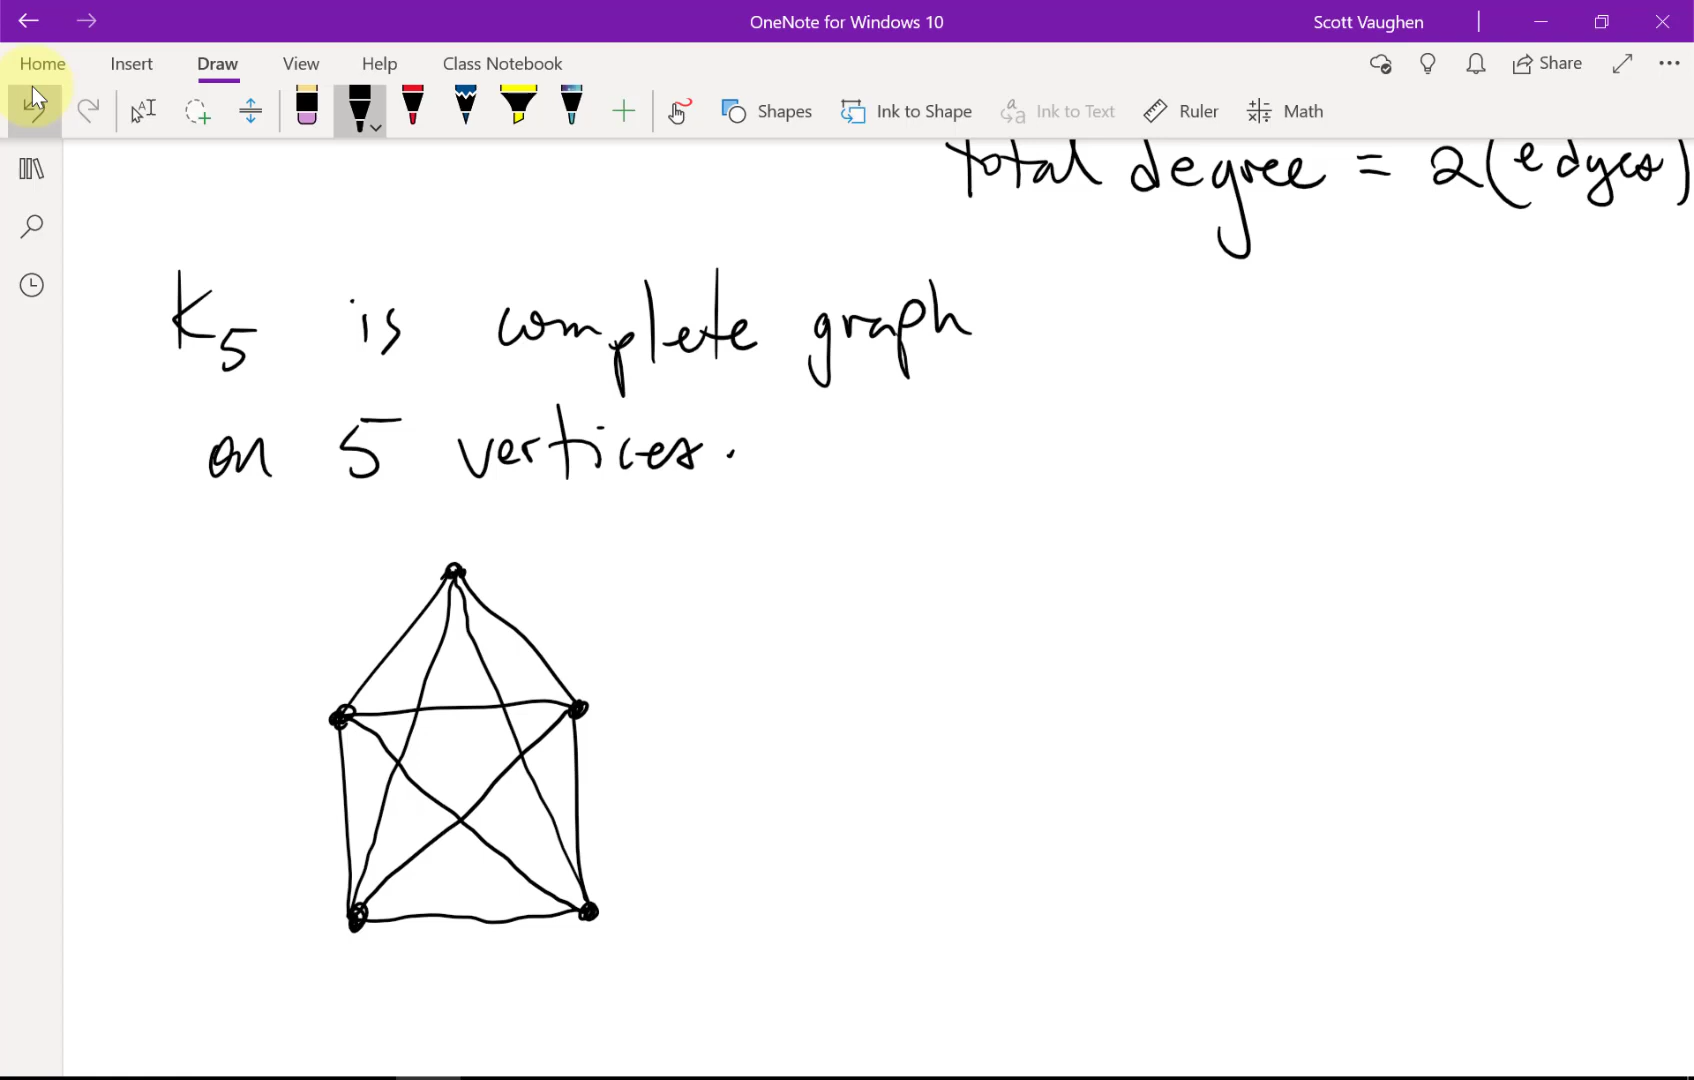 OneNote for Windows 10
Scott Vaughen
Home Insert Draw View Help Class Notebook
Share
Shapes Ink to Shape Ink to Text Ruler Math
total degree = 2(edges)
K5 is complete graph
on 5 vertices.